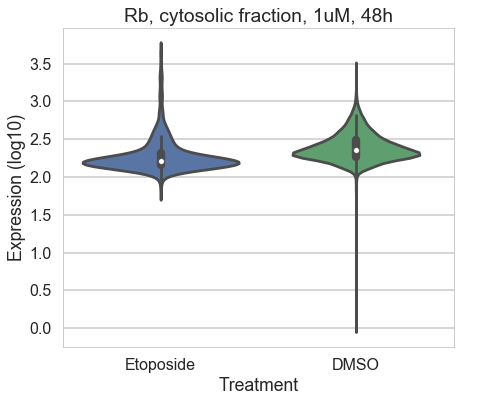 Rb, cytosolic fraction, 1uM, 48h
Expression (log10)
3.5
3.0
2.5
2.0
1.5
1.0
0.5
0.0
Etoposide DMSO
Treatment